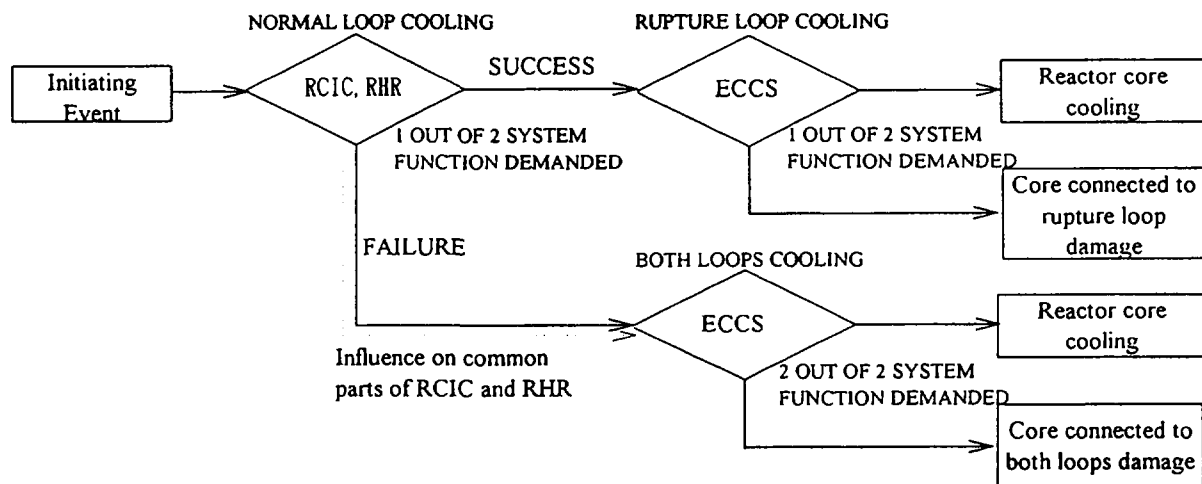 NORMAL LOOP COOLING
RUPTURE LOOP COOLING
Initiating
Event
RCIC, RHR
SUCCESS
ECCS
Reactor core
cooling
1 OUT OF 2 SYSTEM
FUNCTION DEMANDED
1 OUT OF 2 SYSTEM
FUNCTION DEMANDED
Core connected to
rupture loop
damage
FAILURE
BOTH LOOPS COOLING
ECCS
Reactor core
cooling
Influence on common
parts of RCIC and RHR
2 OUT OF 2 SYSTEM
FUNCTION DEMANDED
Core connected to
both loops damage